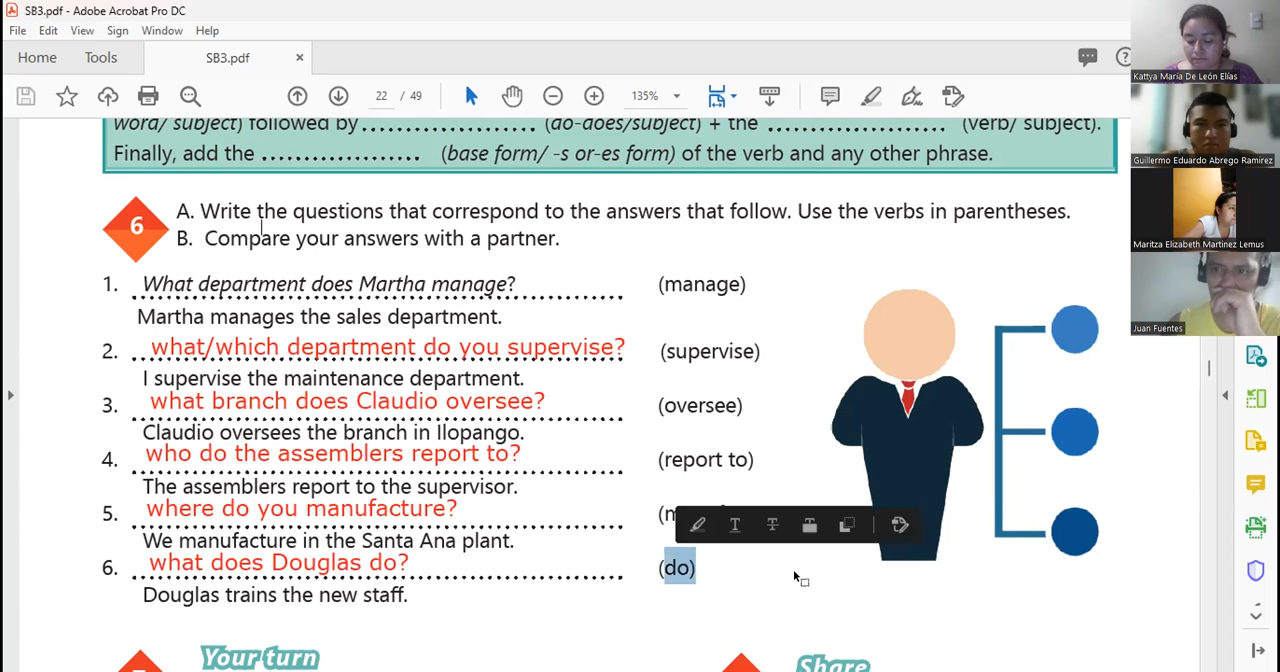 SB3.pdf - Adobe Acrobat Pro DC
File Edit View Sign Window Help
Home Tools SB3.pdf ×
22 / 49 135%
word/ subject) followed by .................... (do-does/subject) + the .................... (verb/ subject).
Finally, add the .................... (base form/ -s or-es form) of the verb and any other phrase.
6
A. Write the questions that correspond to the answers that follow. Use the verbs in parentheses.
B. Compare your answers with a partner.
1. What department does Martha manage? (manage)
Martha manages the sales department.
2. what/which department do you supervise? (supervise)
I supervise the maintenance department.
3. what branch does Claudio oversee? (oversee)
Claudio oversees the branch in Ilopango.
4. who do the assemblers report to? (report to)
The assemblers report to the supervisor.
5. where do you manufacture?
We manufacture in the Santa Ana plant.
6. what does Douglas do? (do)
Douglas trains the new staff.
Your turn
Share
Kattya María De León Elías
Guillermo Eduardo Abrego Ramirez
Maritza Elizabeth Martinez Lemus
Juan Fuentes